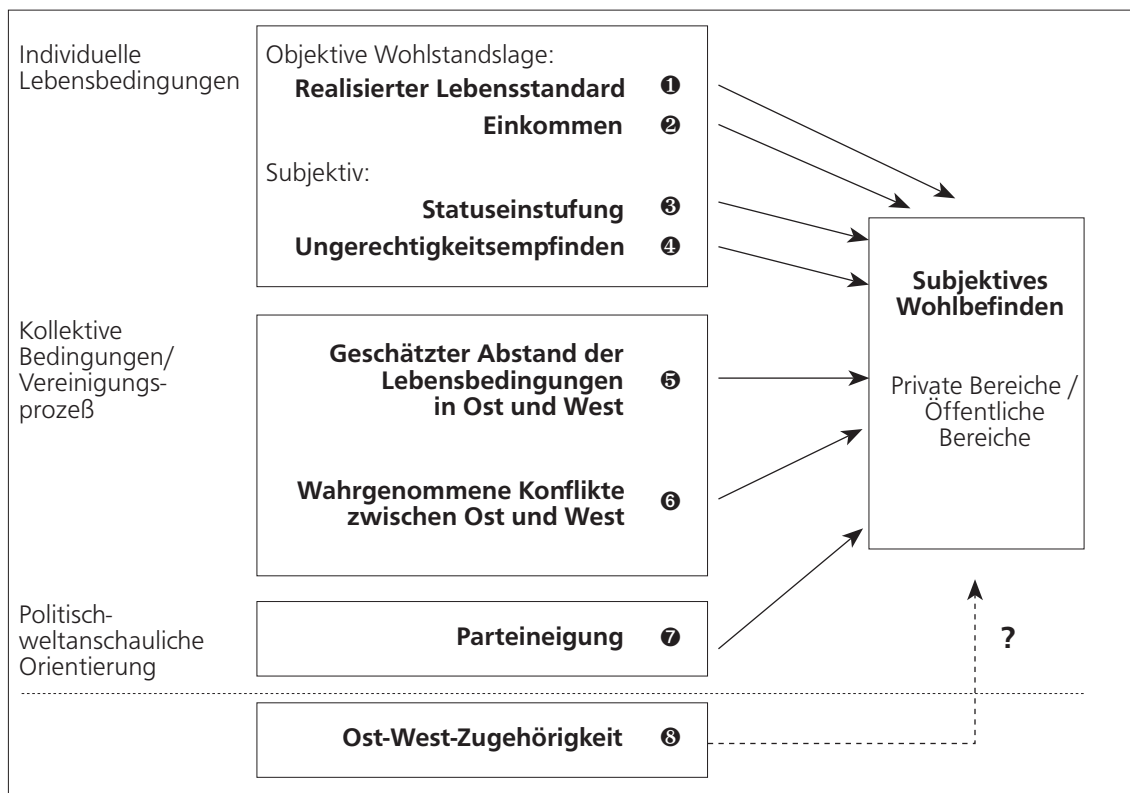 Individuelle
Lebensbedingungen
Objektive Wohlstandslage:
Realisierter Lebensstandard ❶
Einkommen ❷
Subjektiv:
Statuseinstufung ❸
Ungerechtigkeitsempfinden ❹
Subjektives
Wohlbefinden
Private Bereiche /
Öffentliche
Bereiche
Kollektive
Bedingungen/
Vereinigungs-
prozeß
Geschätzter Abstand der
Lebensbedingungen ❺
in Ost und West
Wahrgenommene Konflikte ❻
zwischen Ost und West
Politisch-
weltanschauliche
Orientierung
Parteineigung ❼
?
Ost-West-Zugehörigkeit ❽